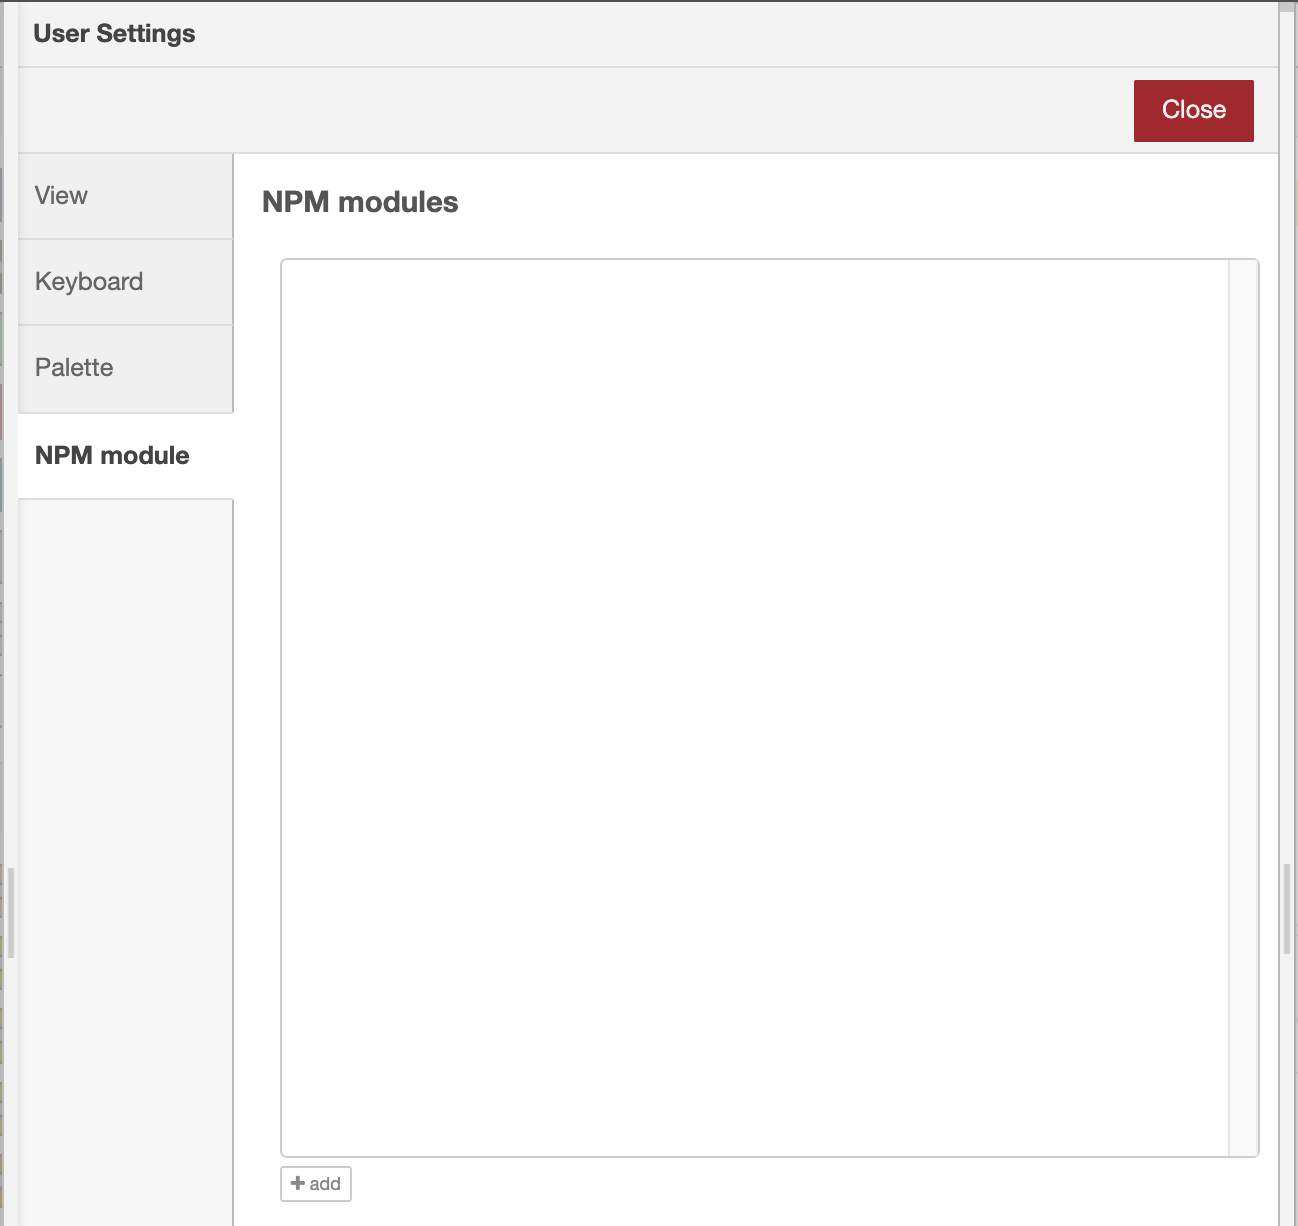 User Settings
Close
View
Keyboard
Palette
NPM module
NPM modules
add